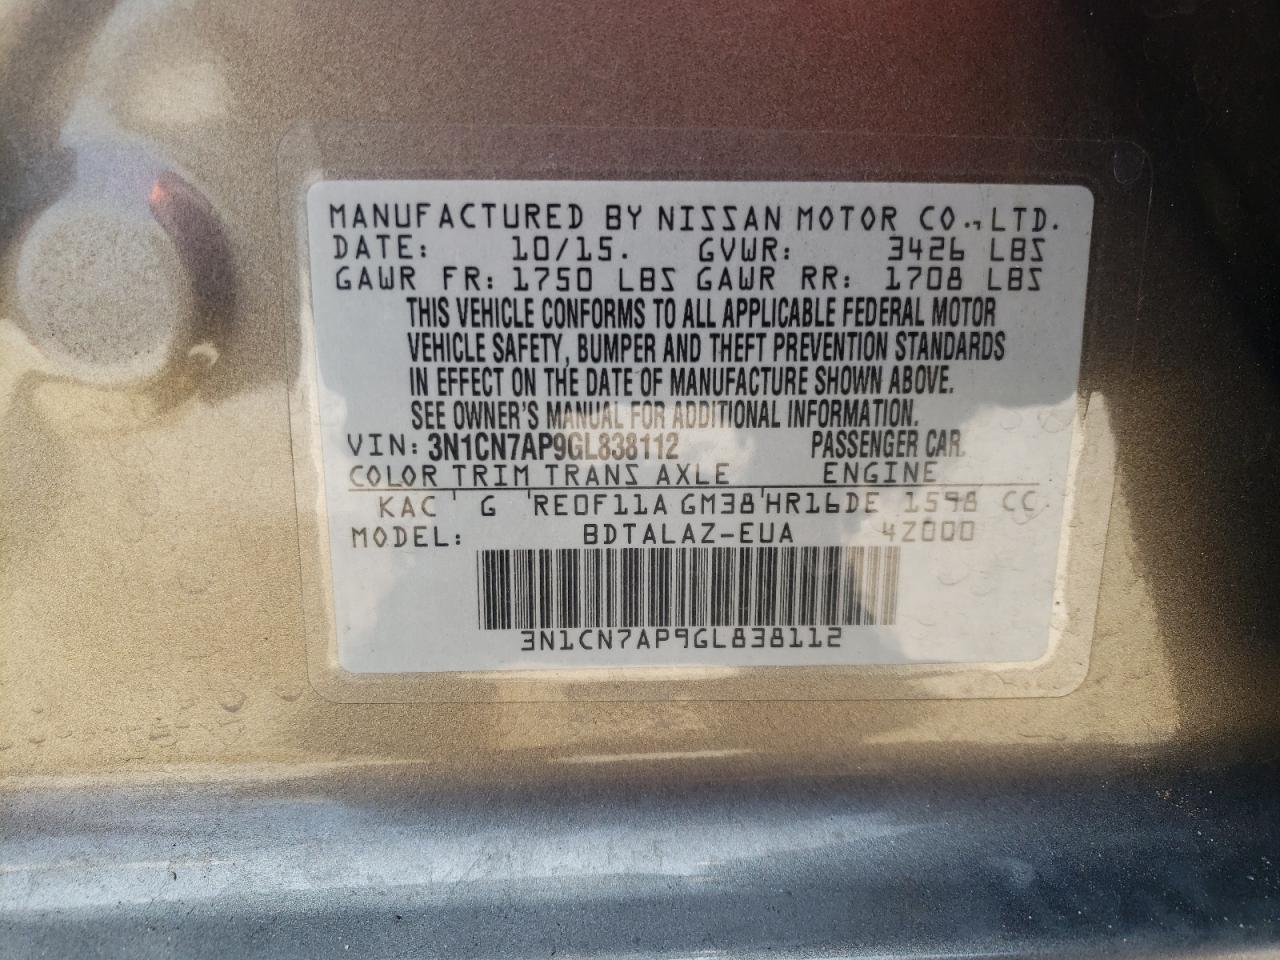 MANUFACTURED BY NISSAN MOTOR CO., LTD.
DATE: 10/15. GVWR: 3426 LBS
GAWR FR: 1750 LBS GAWR RR: 1708 LBS
THIS VEHICLE CONFORMS TO ALL APPLICABLE FEDERAL MOTOR
VEHICLE SAFETY, BUMPER AND THEFT PREVENTION STANDARDS
IN EFFECT ON THE DATE OF MANUFACTURE SHOWN ABOVE.
SEE OWNER'S MANUAL FOR ADDITIONAL INFORMATION.
VIN: 3N1CN7AP9GL838112 PASSENGER CAR.
COLOR TRIM TRANS AXLE ENGINE
KAC G RE0F11A GM38 HR16DE 1598 CC
MODEL: BDTALAZ-EUA 4Z000
3N1CN7AP9GL838112